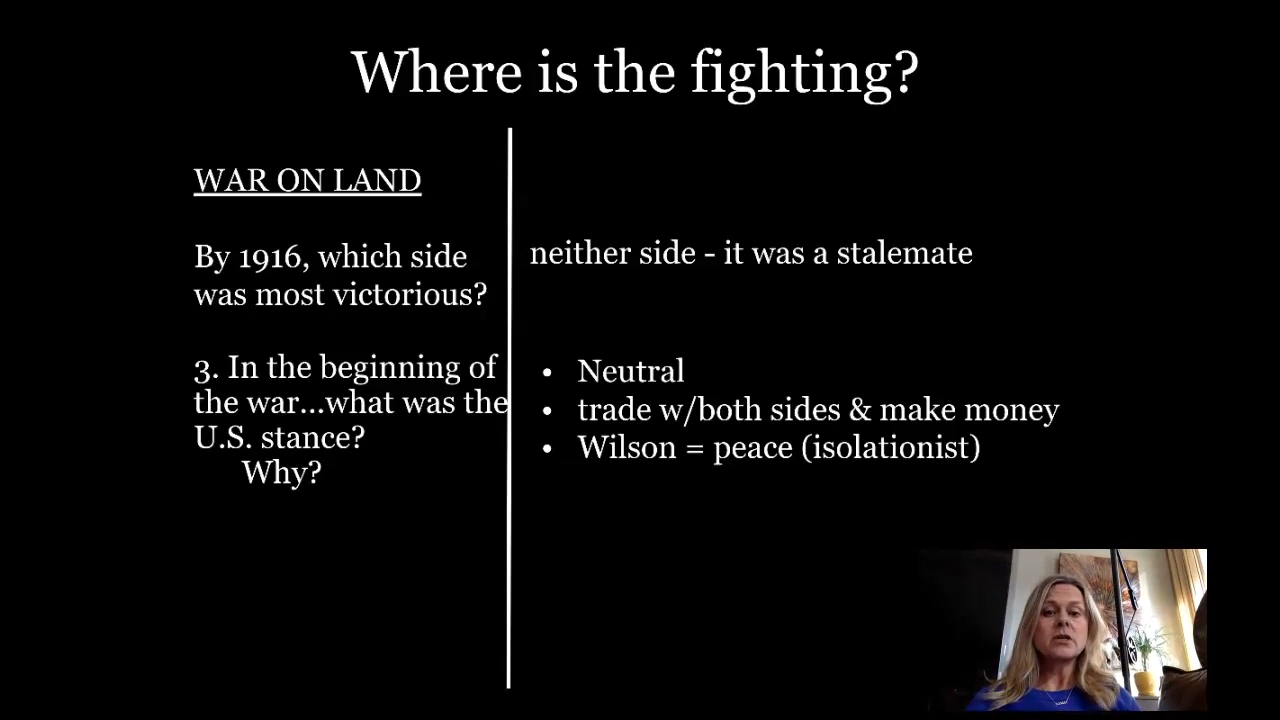 Where is the fighting?
WAR ON LAND
By 1916, which side
was most victorious?
neither side - it was a stalemate
3. In the beginning of
the war...what was the
U.S. stance?
Why?
• Neutral
• trade w/both sides & make money
• Wilson = peace (isolationist)